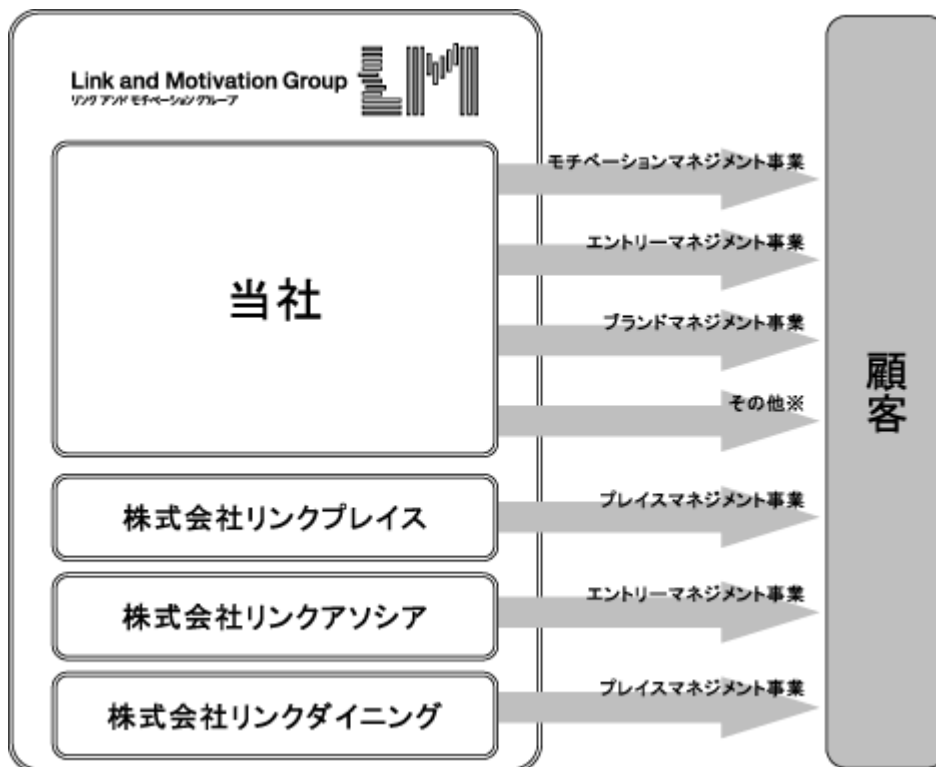 Link and Motivation Group
リンク アンド モチベーション グループ
LM
モチベーションマネジメント事業
エントリーマネジメント事業
当社
ブランドマネジメント事業
その他※
顧客
株式会社リンクプレイス
プレイスマネジメント事業
株式会社リンクアソシア
エントリーマネジメント事業
株式会社リンクダイニング
プレイスマネジメント事業